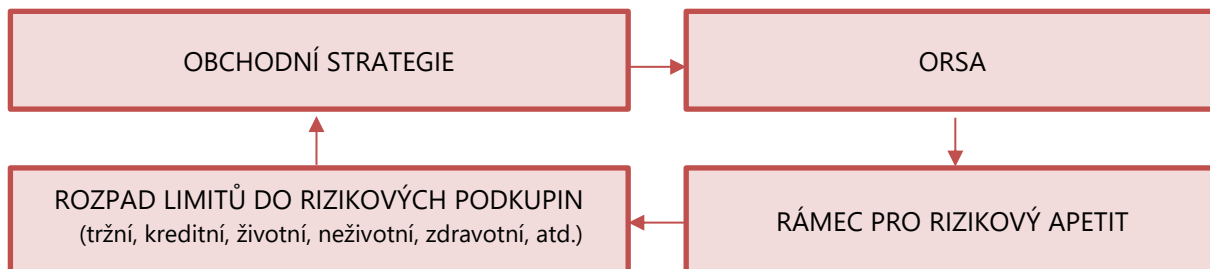 OBCHODNÍ STRATEGIE
ORSA
ROZPAD LIMITŮ DO RIZIKOVÝCH PODKUPIN
(tržní, kreditní, životní, neživotní, zdravotní, atd.)
RÁMEC PRO RIZIKOVÝ APETIT